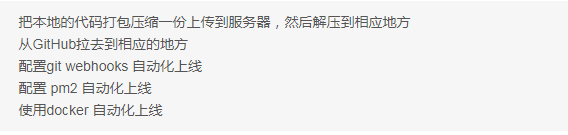 把本地的代码打包压缩一份上传到服务器，然后解压到相应地方
从GitHub拉去到相应的地方
配置git webhooks 自动化上线
配置 pm2 自动化上线
使用docker 自动化上线